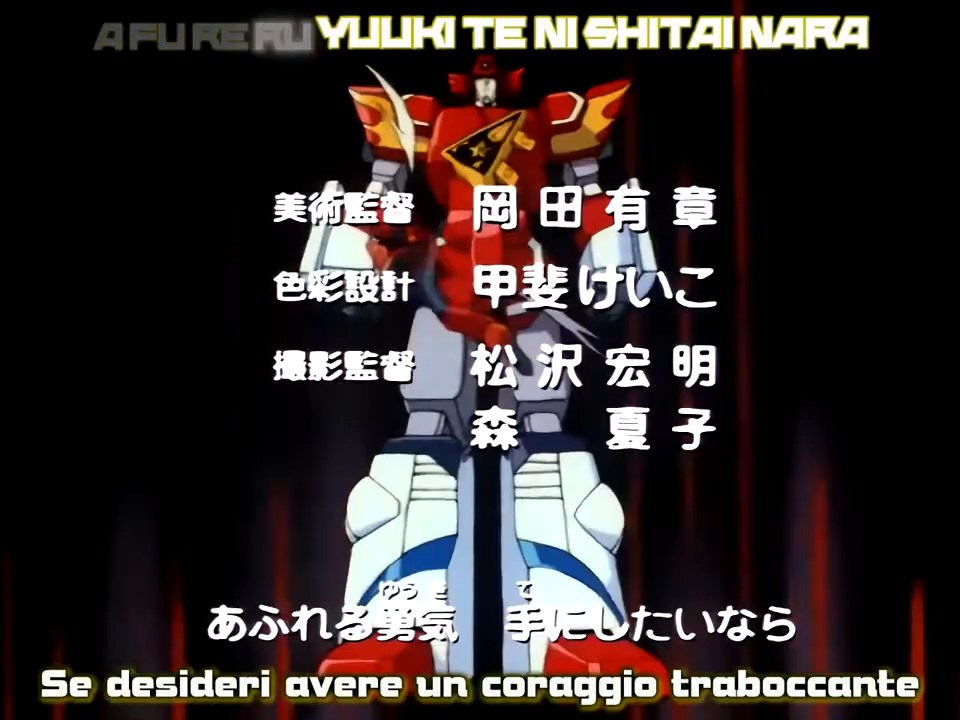 A FU RE RU YUUKI TE NI SHITAI NARA
美術監督 岡田有章
色彩設計 甲斐けいこ
撮影監督 松沢宏明
森 夏子
ゆう き て
あふれる勇気 手にしたいなら
Se desideri avere un coraggio traboccante